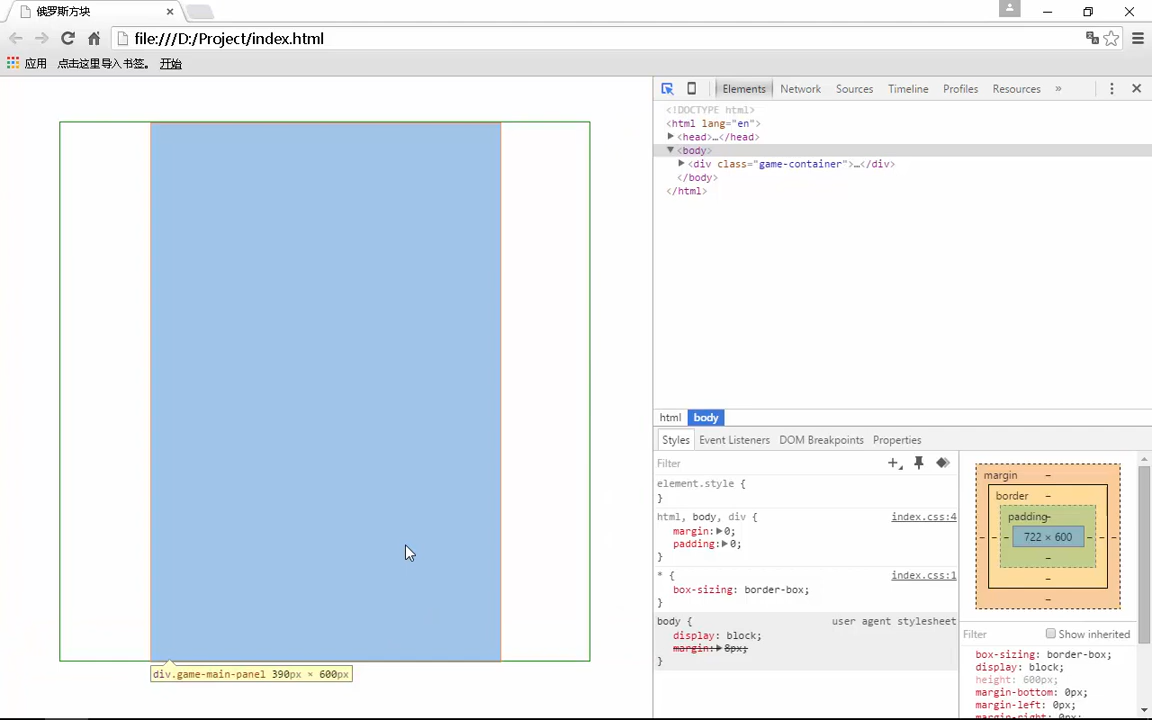 俄罗斯方块
file:///D:/Project/index.html
应用 点击这里导入书签。 开始
Elements Network Sources Timeline Profiles Resources »
<!DOCTYPE html>
<html lang="en">
<head>…</head>
<body>
<div class="game-container">…</div>
</body>
</html>
html body
Styles Event Listeners DOM Breakpoints Properties
Filter
element.style {
}
html, body, div { index.css:4
margin: 0;
padding: 0;
}
* { index.css:1
box-sizing: border-box;
}
body { user agent stylesheet
display: block;
margin: 8px;
}
margin –
border –
padding –
– – – 722 × 600 – – –
–
–
–
Filter Show inherited
box-sizing: border-box;
display: block;
height: 600px;
margin-bottom: 0px;
margin-left: 0px;
margin-right: 0px;
div.game-main-panel 390px × 600px